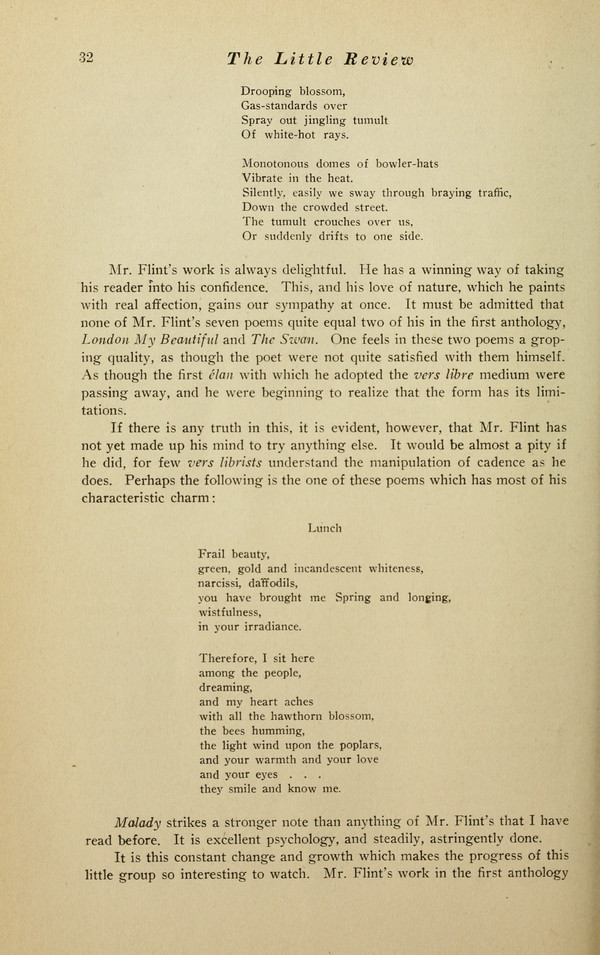 32
The Little Review
Drooping blossom,
Gas-standards over
Spray out jingling tumult
Of white-hot rays.
Monotonous domes of bowler-hats
Vibrate in the heat.
Silently, easily we sway through braying traffic,
Down the crowded street.
The tumult crouches over us,
Or suddenly drifts to one side.
Mr. Flint's work is always delightful. He has a winning way of taking
his reader into his confidence. This, and his love of nature, which he paints
with real affection, gains our sympathy at once. It must be admitted that
none of Mr. Flint's seven poems quite equal two of his in the first anthology,
London My Beautiful and The Swan. One feels in these two poems a grop-
ing quality, as though the poet were not quite satisfied with them himself.
As though the first élan with which he adopted the vers libre medium were
passing away, and he were beginning to realize that the form has its limi-
tations.
If there is any truth in this, it is evident, however, that Mr. Flint has
not yet made up his mind to try anything else. It would be almost a pity if
he did, for few vers librists understand the manipulation of cadence as he
does. Perhaps the following is the one of these poems which has most of his
characteristic charm:
Lunch
Frail beauty,
green, gold and incandescent whiteness,
narcissi, daffodils,
you have brought me Spring and longing,
wistfulness,
in your irradiance.
Therefore, I sit here
among the people,
dreaming,
and my heart aches
with all the hawthorn blossom,
the bees humming,
the light wind upon the poplars,
and your warmth and your love
and your eyes . . .
they smile and know me.
Malady strikes a stronger note than anything of Mr. Flint's that I have
read before. It is excellent psychology, and steadily, astringently done.
It is this constant change and growth which makes the progress of this
little group so interesting to watch. Mr. Flint's work in the first anthology